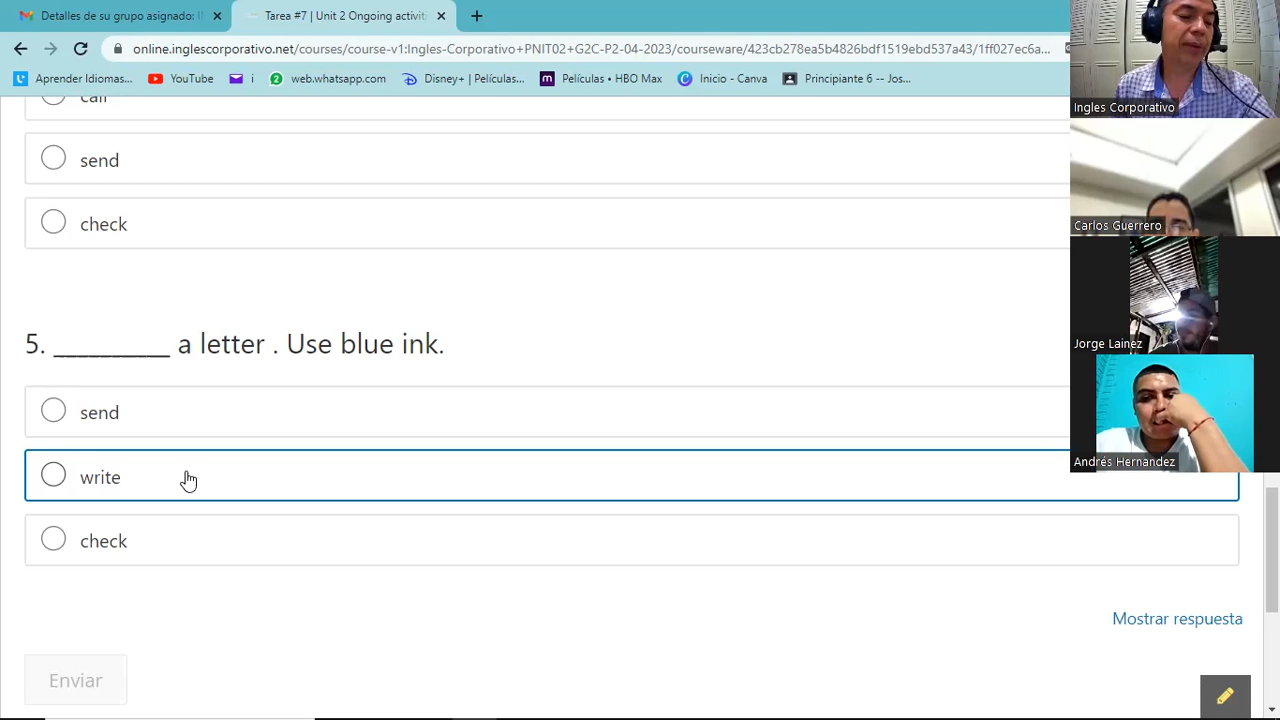 Detalles de su grupo asignado: I
Tarea #7 | Unit 2 Ongoing activit
online.inglescorporativo.net/courses/course-v1:Ingles-Corporativo+PNIT02+G2C-P2-04-2023/courseware/423cb276ea5b4826bdf1519ebd537a45/1ff027ec6a...
Aprender Idiomas...
YouTube
i
web.whatsapp.com
Disney+ | Películas...
Películas • HBO Max
Inicio - Canva
Principiante 6 -- Jos...
call
send
check
5. __________ a letter . Use blue ink.
send
write
check
Mostrar respuesta
Enviar
Ingles Corporativo
Carlos Guerrero
Jorge Lainez
Andrés Hernandez